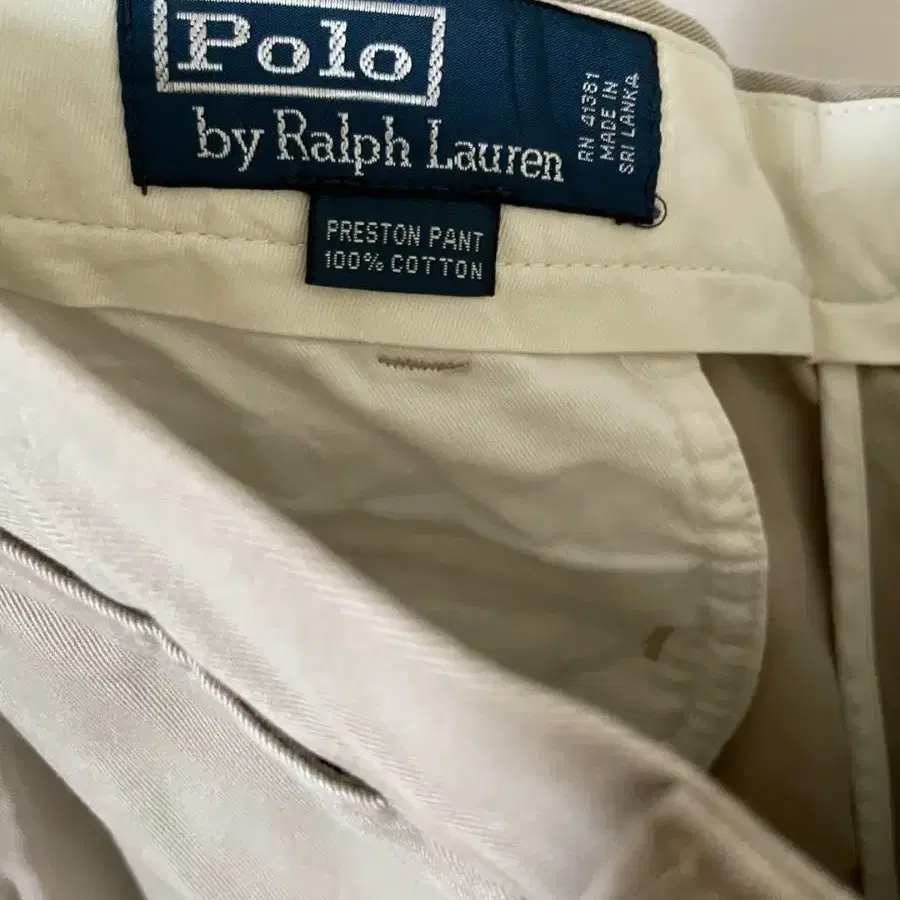 Polo
by Ralph Lauren
RN 41381
MADE IN
SRI LANKA
PRESTON PANT
100% COTTON